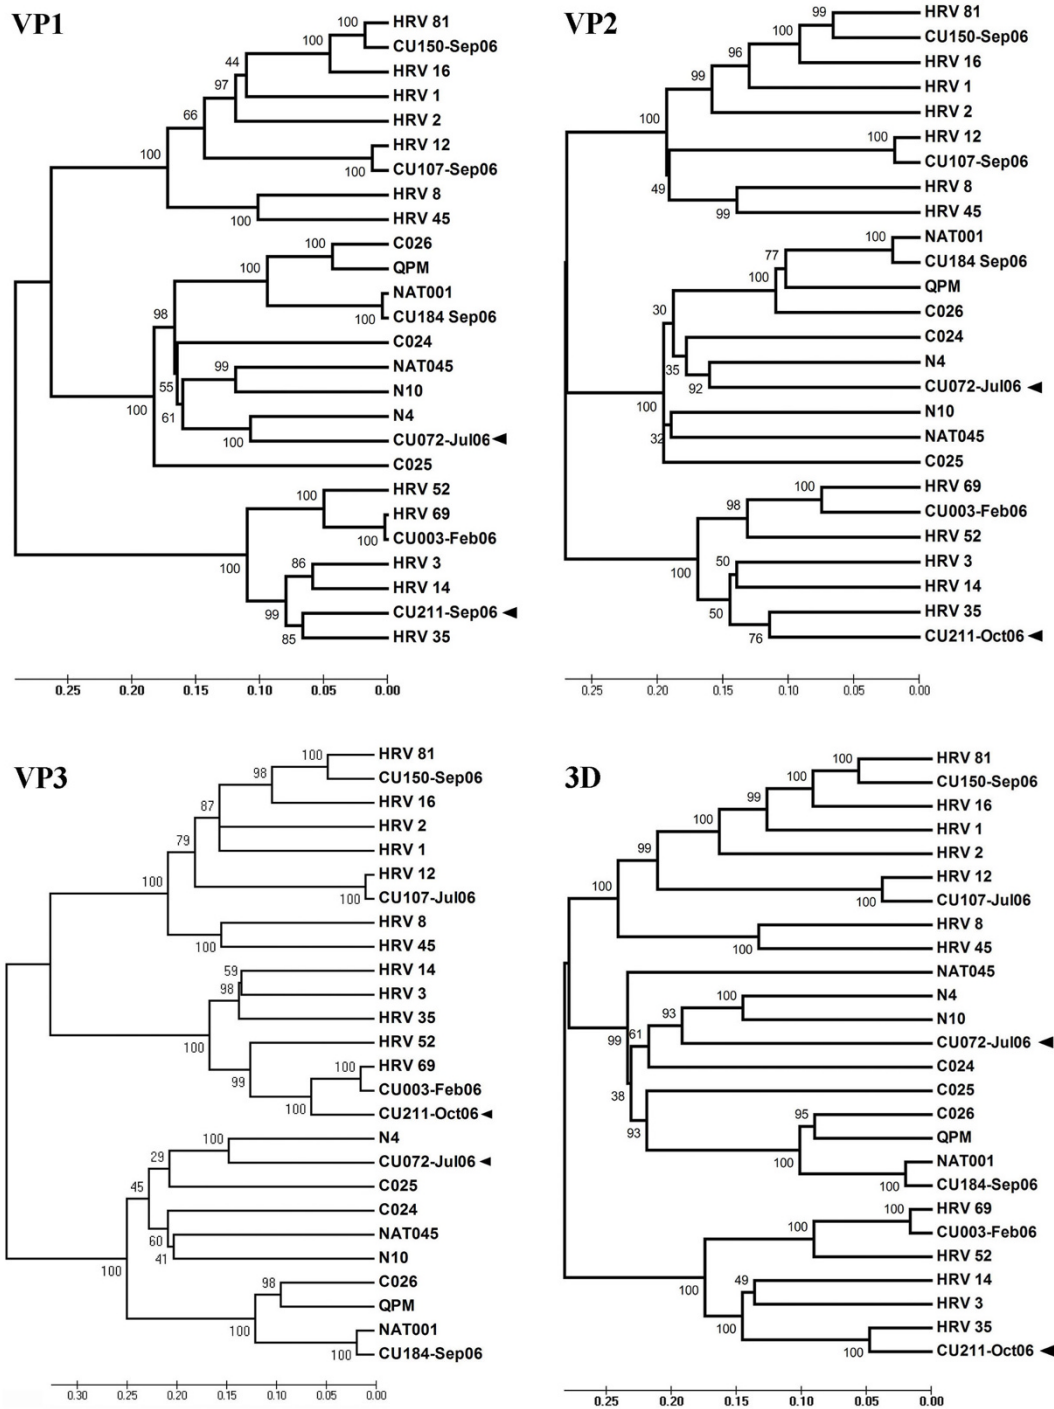 VP1
100
HRV 81
100
CU150-Sep06
44
HRV 16
97
HRV 1
66
HRV 2
100
HRV 12
100
CU107-Sep06
HRV 8
100
HRV 45
100
C026
100
QPM
NAT001
98
100
CU184 Sep06
C024
99
NAT045
55
N10
61
N4
100
100
CU072-Jul06
C025
100
HRV 52
HRV 69
100
CU003-Feb06
100
86
HRV 3
HRV 14
99
CU211-Sep06
85
HRV 35
0.25 0.20 0.15 0.10 0.05 0.00
VP2
99
HRV 81
100
CU150-Sep06
96
HRV 16
99
HRV 1
HRV 2
100
100
HRV 12
CU107-Sep06
49
HRV 8
99
HRV 45
100
NAT001
77
CU184 Sep06
100
QPM
30
C026
C024
35
N4
92
CU072-Jul06
100
N10
32
NAT045
C025
100
HRV 69
98
CU003-Feb06
HRV 52
50
HRV 3
100
HRV 14
50
HRV 35
76
CU211-Oct06
0.25 0.20 0.15 0.10 0.05 0.00
VP3
100
HRV 81
98
CU150-Sep06
87
HRV 16
79
HRV 2
HRV 1
100
HRV 12
100
CU107-Jul06
HRV 8
100
HRV 45
59
HRV 14
98
HRV 3
HRV 35
100
HRV 52
99
100
HRV 69
CU003-Feb06
100
CU211-Oct06
100
N4
29
CU072-Jul06
45
C025
C024
60
NAT045
41
N10
100
98
C026
QPM
100
NAT001
100
CU184-Sep06
0.30 0.25 0.20 0.15 0.10 0.05 0.00
3D
100
HRV 81
100
CU150-Sep06
99
HRV 16
100
HRV 1
99
HRV 2
100
HRV 12
100
CU107-Jul06
HRV 8
100
HRV 45
NAT045
100
N4
93
N10
99
61
CU072-Jul06
C024
38
C025
93
95
C026
QPM
100
NAT001
100
CU184-Sep06
100
HRV 69
100
CU003-Feb06
HRV 52
100
49
HRV 14
HRV 3
100
HRV 35
100
CU211-Oct06
0.25 0.20 0.15 0.10 0.05 0.00